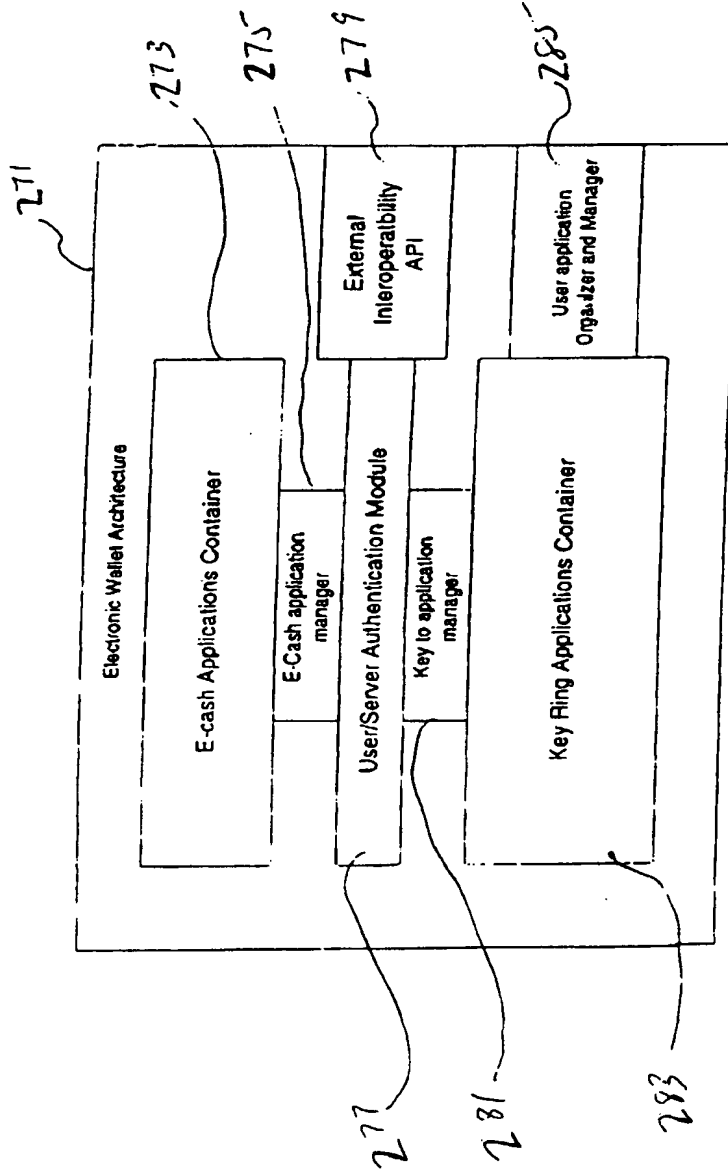 271
Electronic Wallet Architecture
E-cash Applications Container
273
E-Cash application
manager
275
User/Server Authentication Module
277
External
Interoperatbility
API
279
Key to application
manager
281
Key Ring Applications Container
283
User application
Organizer and Manager
285